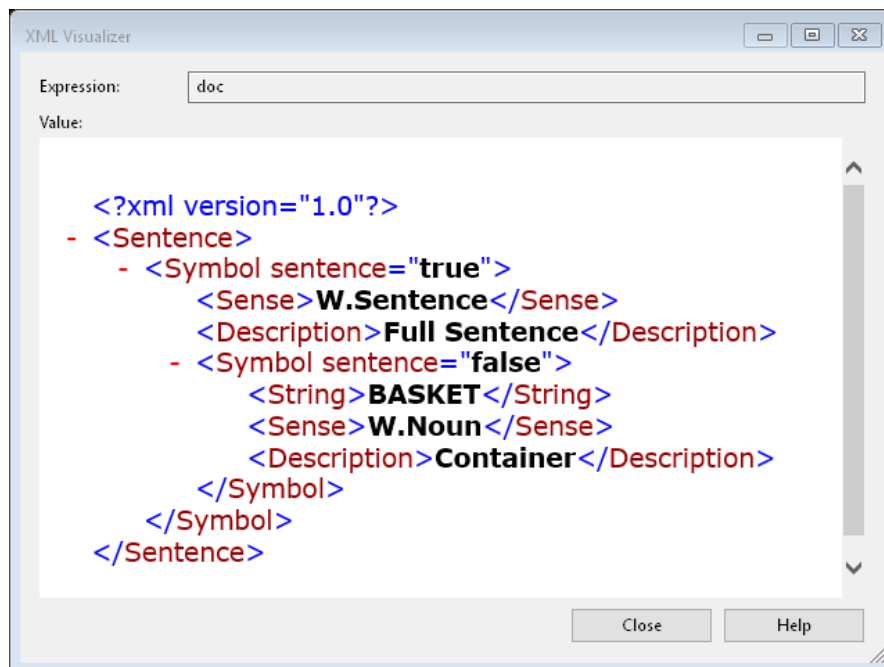 XML Visualizer
Expression: doc
Value:
<?xml version="1.0"?>
- <Sentence>
- <Symbol sentence="true">
<Sense>W.Sentence</Sense>
<Description>Full Sentence</Description>
- <Symbol sentence="false">
<String>BASKET</String>
<Sense>W.Noun</Sense>
<Description>Container</Description>
</Symbol>
</Symbol>
</Sentence>
Close Help